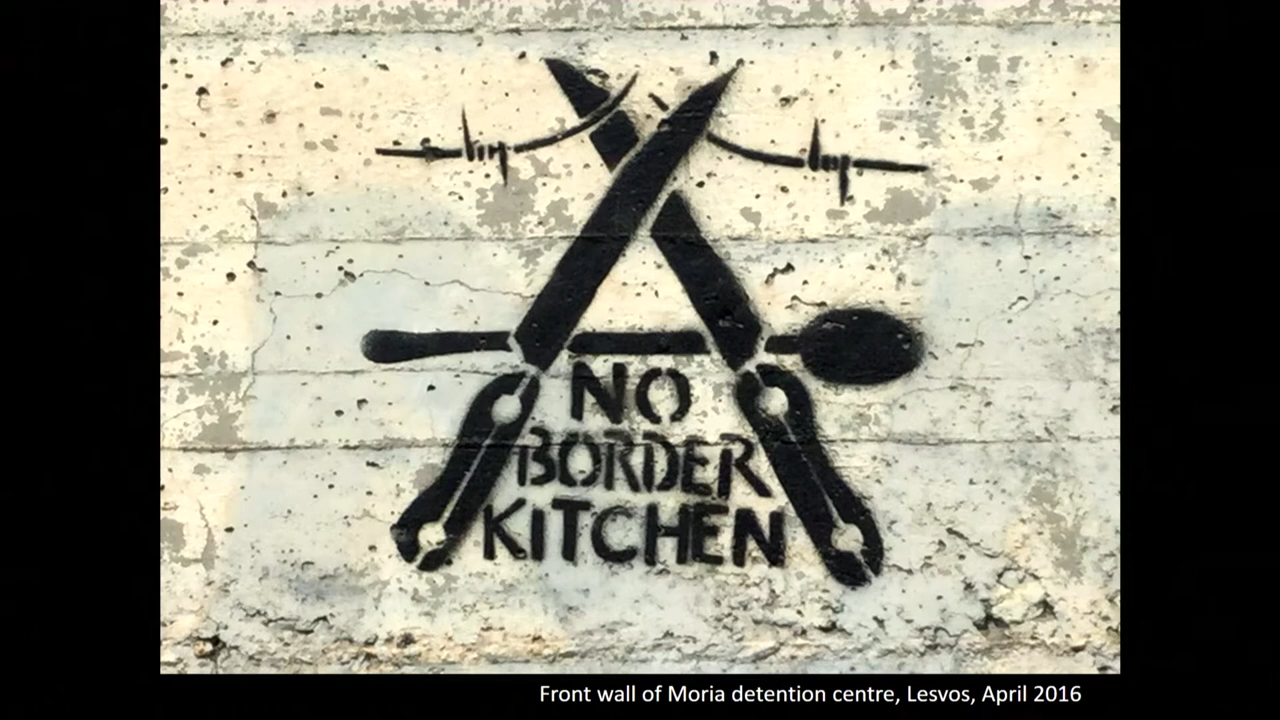 NO
BORDER
KITCHEN
Front wall of Moria detention centre, Lesvos, April 2016